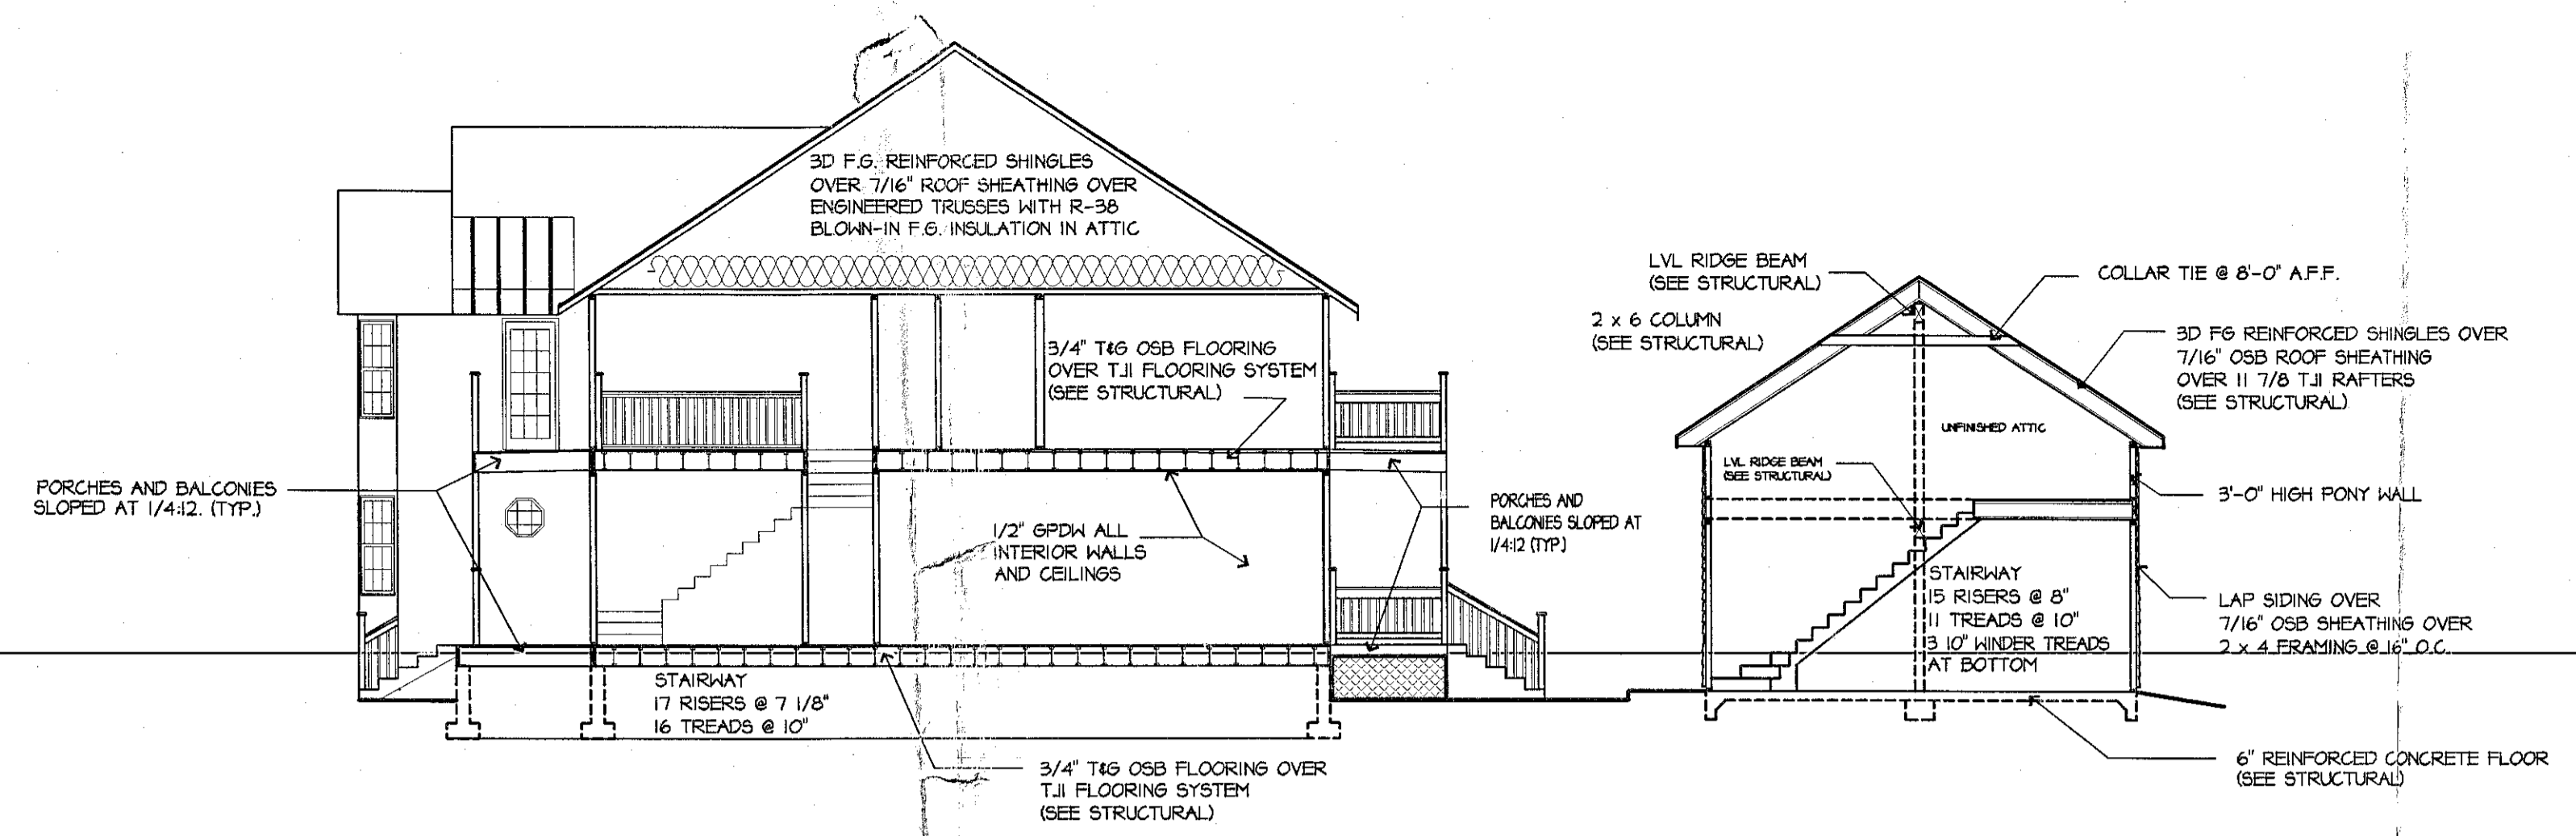 3D F.G. REINFORCED SHINGLES
OVER 7/16" ROOF SHEATHING OVER
ENGINEERED TRUSSES WITH R-38
BLOWN-IN F.G. INSULATION IN ATTIC
3/4" T&G OSB FLOORING
OVER TJI FLOORING SYSTEM
(SEE STRUCTURAL)
PORCHES AND BALCONIES
SLOPED AT 1/4:12. (TYP.)
1/2" GPDW ALL
INTERIOR WALLS
AND CEILINGS
PORCHES AND
BALCONIES SLOPED AT
1/4:12 (TYP.)
STAIRWAY
17 RISERS @ 7 1/8"
16 TREADS @ 10"
3/4" T&G OSB FLOORING OVER
TJI FLOORING SYSTEM
(SEE STRUCTURAL)
LVL RIDGE BEAM
(SEE STRUCTURAL)
2 x 6 COLUMN
(SEE STRUCTURAL)
COLLAR TIE @ 8'-0" A.F.F.
3D FG REINFORCED SHINGLES OVER
7/16" OSB ROOF SHEATHING
OVER 11 7/8 TJI RAFTERS
(SEE STRUCTURAL)
UNFINISHED ATTIC
LVL RIDGE BEAM
(SEE STRUCTURAL)
3'-0" HIGH PONY WALL
STAIRWAY
15 RISERS @ 8"
11 TREADS @ 10"
3 10" WINDER TREADS
AT BOTTOM
LAP SIDING OVER
7/16" OSB SHEATHING OVER
2 x 4 FRAMING @ 16" O.C.
6" REINFORCED CONCRETE FLOOR
(SEE STRUCTURAL)